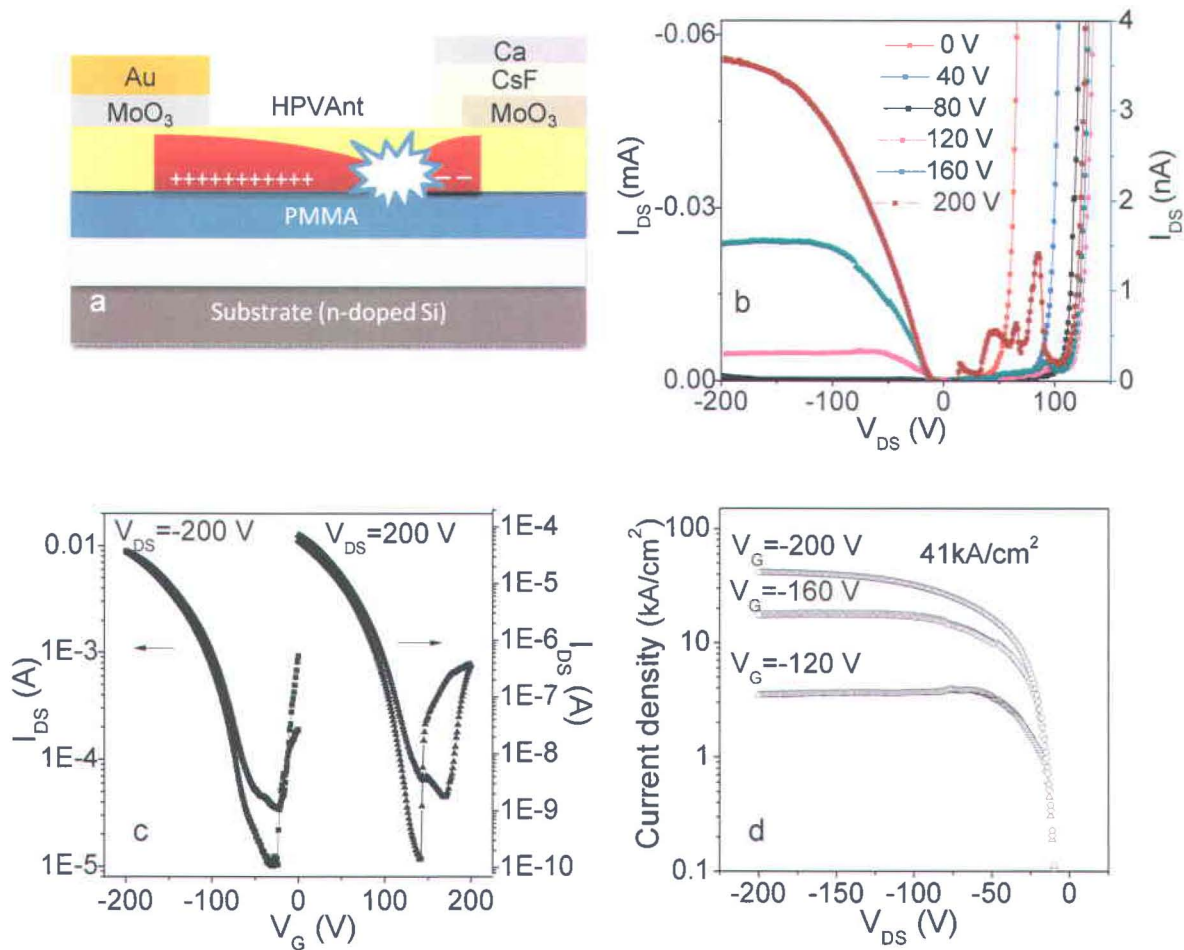 Au
MoO₃
HPVAnt
Ca
CsF
MoO₃
++++++++++++
− −
PMMA
a
Substrate (n-doped Si)
-0.06
-0.03
0.00
I_DS (mA)
0 V
40 V
80 V
120 V
160 V
200 V
4
3
2
1
0
I_DS (nA)
b
-200
-100
0
100
V_DS (V)
V_DS=-200 V
V_DS=200 V
0.01
1E-3
1E-4
1E-5
I_DS (A)
1E-4
1E-5
1E-6
1E-7
1E-8
1E-9
1E-10
I_DS (A)
c
-200
-100
0
100
200
V_G (V)
100
10
1
0.1
Current density (kA/cm²)
V_G=-200 V
41kA/cm²
V_G=-160 V
V_G=-120 V
d
-200
-150
-100
-50
0
V_DS (V)